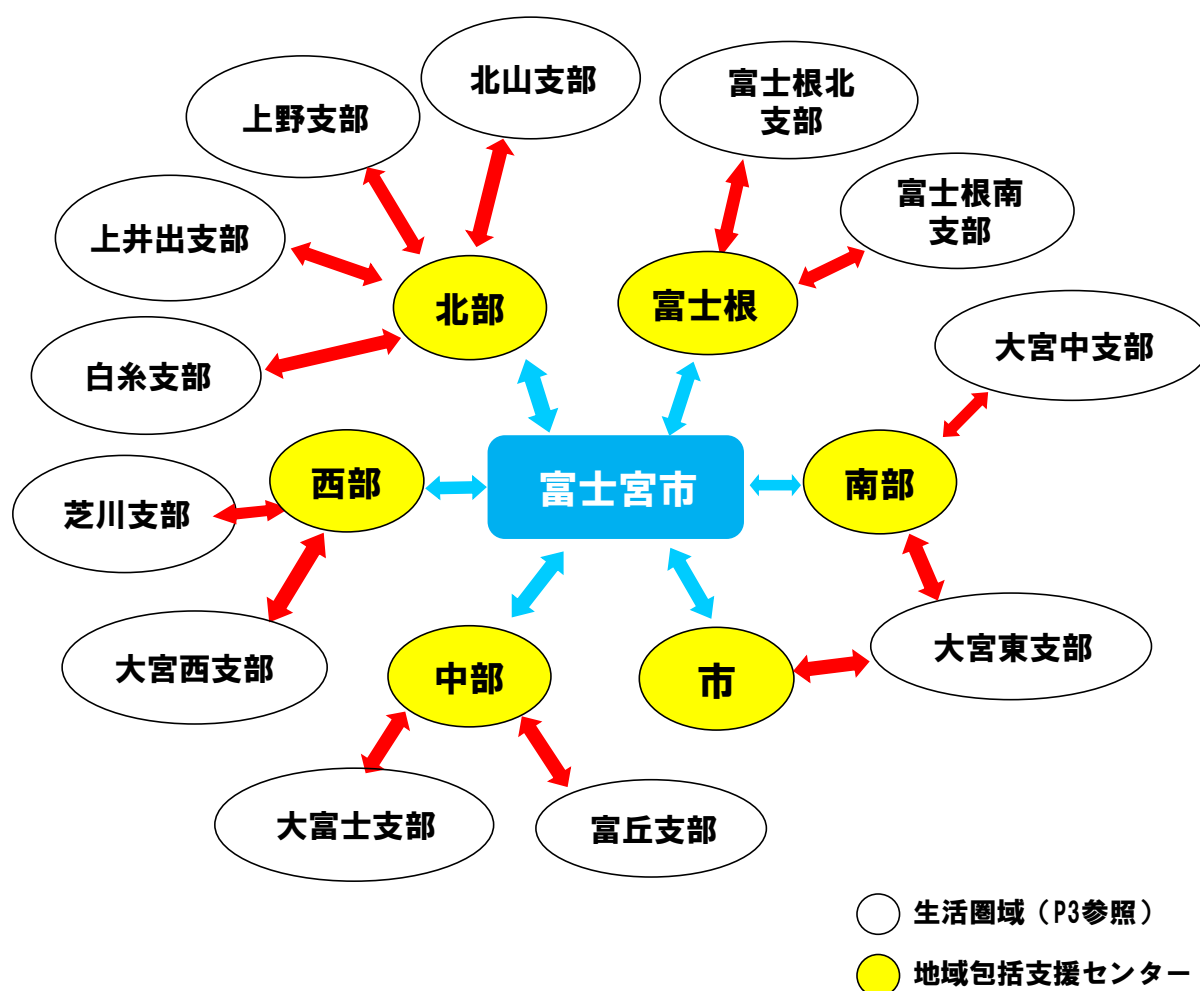 北山支部
富士根北
支部
上野支部
富士根南
支部
上井出支部
北部
富士根
大宮中支部
白糸支部
西部
富士宮市
南部
芝川支部
大宮西支部
中部
市
大宮東支部
大富士支部
富丘支部
生活圏域(P3参照)
地域包括支援センター